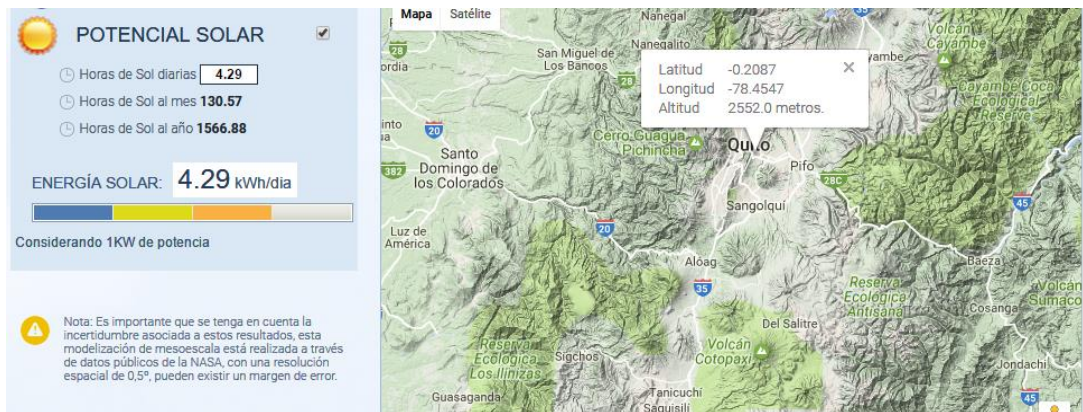 POTENCIAL SOLAR
Horas de Sol diarias 4.29
Horas de Sol al mes 130.57
Horas de Sol al año 1566.88
ENERGÍA SOLAR: 4.29 kWh/dia
Considerando 1KW de potencia
Nota: Es importante que se tenga en cuenta la
incertidumbre asociada a estos resultados, esta
modelización de mesoescala está realizada a través
de datos públicos de la NASA, con una resolución
espacial de 0,5º, pueden existir un margen de error.
Mapa Satélite
Latitud -0.2087
Longitud -78.4547
Altitud 2552.0 metros.
Nanegal
35
Volcán
Cayambe
28
San Miguel de
Los Bancos
Nanegalito
28
Cayambe Coca
Ecological
Reserve
20
Cerro Guagua
Pichincha
Quito
Santo
Domingo de
los Colorados
382
Pifo
28C
Sangolquí
45
Luz de
América
20
Alóag
Baeza
35
Reserva
Ecológica
Antisana
Volcán
Sumaco
Cosanga
Del Salitre
Reserva
Ecológica
Los Ilinizas
Sigchos
Volcán
Cotopaxi
Jondachi
Guasaganda
Tanicuchí
Saquisilí
45